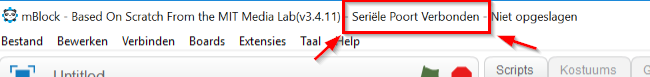 mBlock - Based On Scratch From the MIT Media Lab(v3.4.11) - Seriële Poort Verbonden - Niet opgeslagen
Bestand Bewerken Verbinden Boards Extensies Taal Help
Untitled Scripts Kostuums